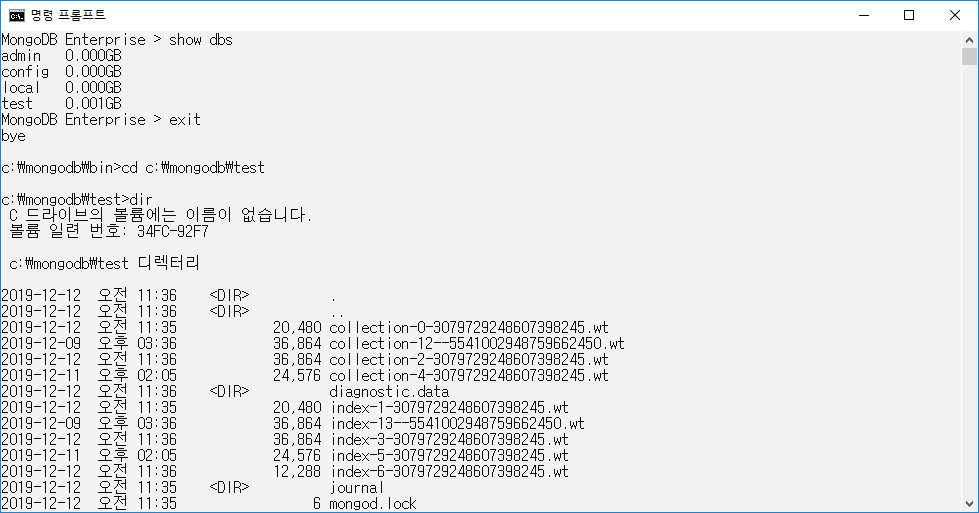 명령 프롬프트
MongoDB Enterprise > show dbs
admin   0.000GB
config  0.000GB
local   0.000GB
test    0.001GB
MongoDB Enterprise > exit
bye
c:₩mongodb₩bin>cd c:₩mongodb₩test
c:₩mongodb₩test>dir
 C 드라이브의 볼륨에는 이름이 없습니다.
 볼륨 일련 번호: 34FC-92F7
 c:₩mongodb₩test 디렉터리
2019-12-12  오전 11:36    <DIR>          .
2019-12-12  오전 11:36    <DIR>          ..
2019-12-12  오전 11:35            20,480 collection-0-3079729248607398245.wt
2019-12-09  오후 03:36            36,864 collection-12--5541002948759662450.wt
2019-12-12  오전 11:36            36,864 collection-2-3079729248607398245.wt
2019-12-11  오후 02:05            24,576 collection-4-3079729248607398245.wt
2019-12-12  오전 11:36    <DIR>          diagnostic.data
2019-12-12  오전 11:35            20,480 index-1-3079729248607398245.wt
2019-12-09  오후 03:36            36,864 index-13--5541002948759662450.wt
2019-12-12  오전 11:36            36,864 index-3-3079729248607398245.wt
2019-12-11  오후 02:05            24,576 index-5-3079729248607398245.wt
2019-12-12  오전 11:36            12,288 index-6-3079729248607398245.wt
2019-12-12  오전 11:35    <DIR>          journal
2019-12-12  오전 11:35                 6 mongod.lock